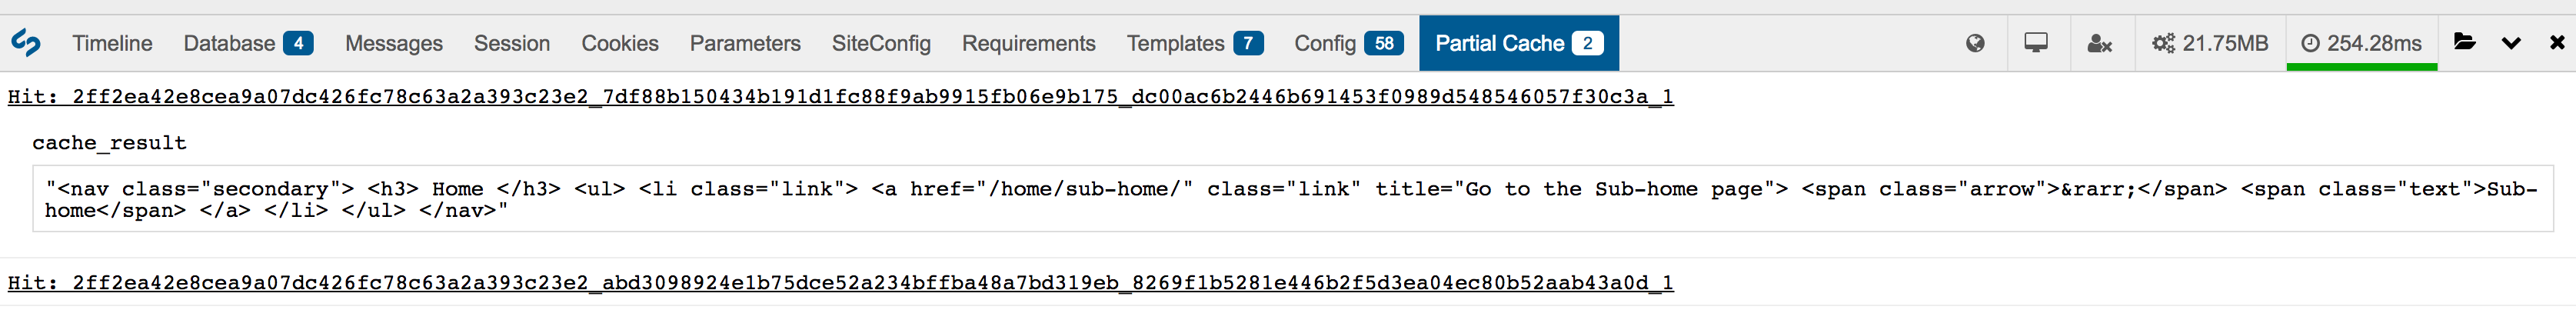 Timeline Database 4 Messages Session Cookies Parameters SiteConfig Requirements Templates 7 Config 58 Partial Cache 2 21.75MB 254.28ms
Hit: 2ff2ea42e8cea9a07dc426fc78c63a2a393c23e2_7df88b150434b191d1fc88f9ab9915fb06e9b175_dc00ac6b2446b691453f0989d548546057f30c3a_1
cache_result
"<nav class="secondary"> <h3> Home </h3> <ul> <li class="link"> <a href="/home/sub-home/" class="link" title="Go to the Sub-home page"> <span class="arrow">&rarr;</span> <span class="text">Sub-
home</span> </a> </li> </ul> </nav>"
Hit: 2ff2ea42e8cea9a07dc426fc78c63a2a393c23e2_abd3098924e1b75dce52a234bffba48a7bd319eb_8269f1b5281e446b2f5d3ea04ec80b52aab43a0d_1